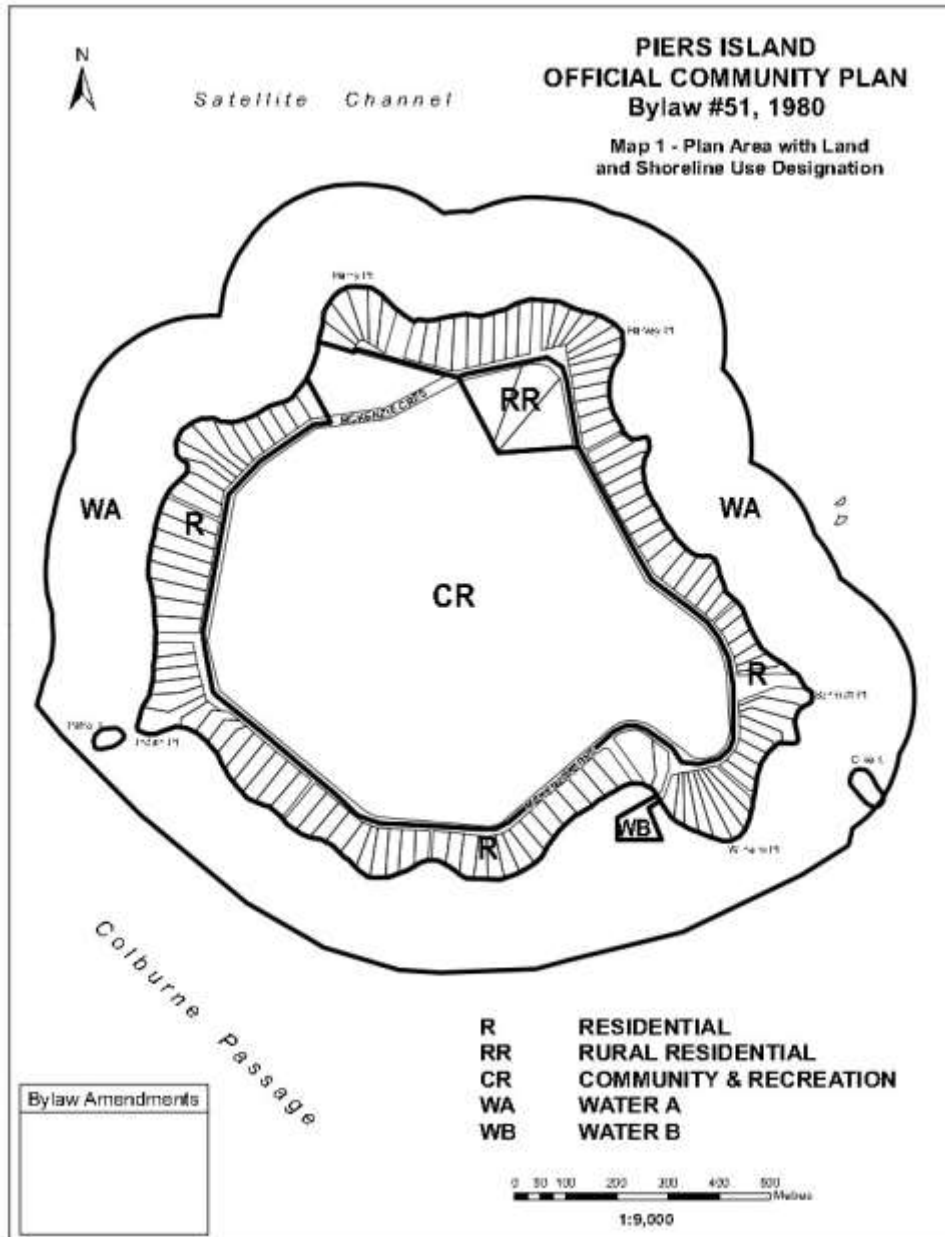 PIERS ISLAND
OFFICIAL COMMUNITY PLAN
Bylaw #51, 1980
Map 1 - Plan Area with Land
and Shoreline Use Designation
N
Satellite Channel
RR
MCKENZIE CRES
WA
R
WA
CR
R
WB
R
Colburne Passage
R RESIDENTIAL
RR RURAL RESIDENTIAL
CR COMMUNITY & RECREATION
WA WATER A
WB WATER B
Bylaw Amendments
0 50 100 200 300 400 500
Metres
1:9,000